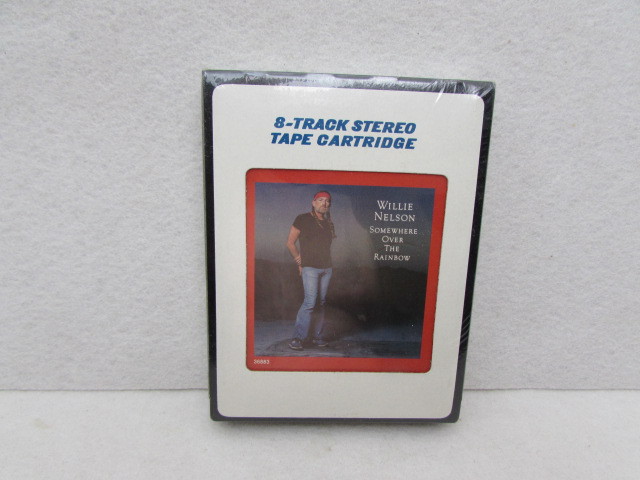 8-TRACK STEREO
TAPE CARTRIDGE
WILLIE
NELSON
SOMEWHERE
OVER
THE
RAINBOW